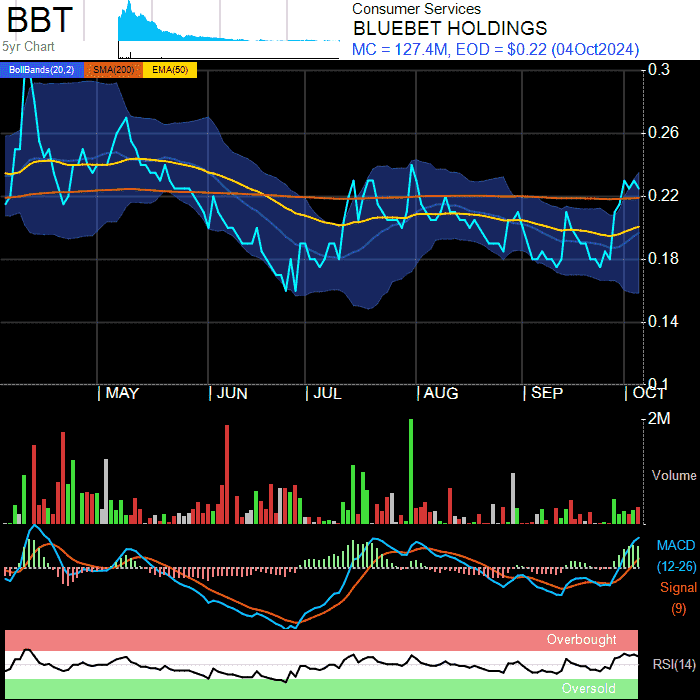 BBT
5yr Chart
Consumer Services
BLUEBET HOLDINGS
MC = 127.4M, EOD = $0.22 (04Oct2024)
BollBands(20,2) SMA(200) EMA(50)
0.3
0.26
0.22
0.18
0.14
0.1
MAY JUN JUL AUG SEP OCT
2M
Volume
MACD
(12-26)
Signal
(9)
Overbought
RSI(14)
Oversold